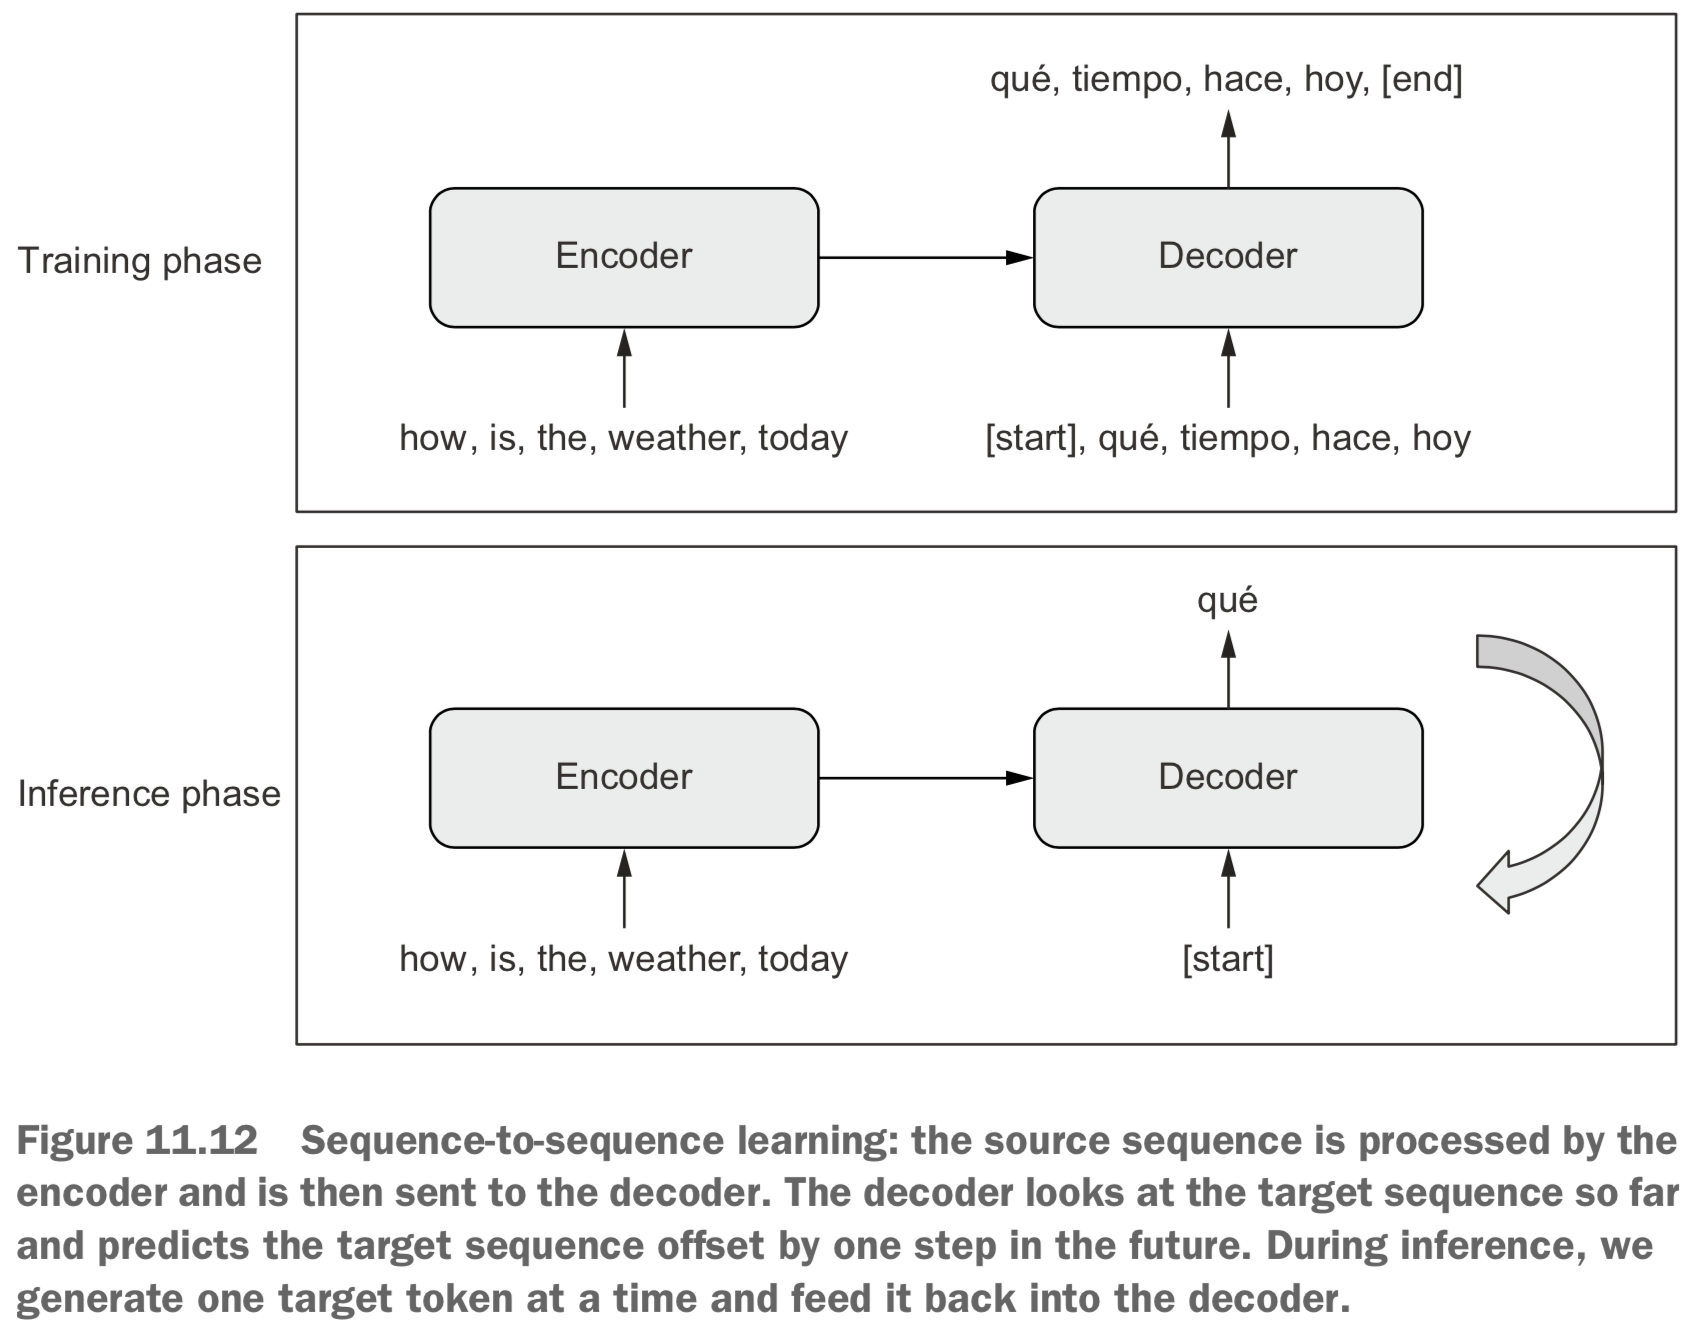 qué, tiempo, hace, hoy, [end]
Training phase
Encoder
Decoder
how, is, the, weather, today
[start], qué, tiempo, hace, hoy
qué
Inference phase
Encoder
Decoder
how, is, the, weather, today
[start]
Figure 11.12 Sequence-to-sequence learning: the source sequence is processed by the
encoder and is then sent to the decoder. The decoder looks at the target sequence so far
and predicts the target sequence offset by one step in the future. During inference, we
generate one target token at a time and feed it back into the decoder.